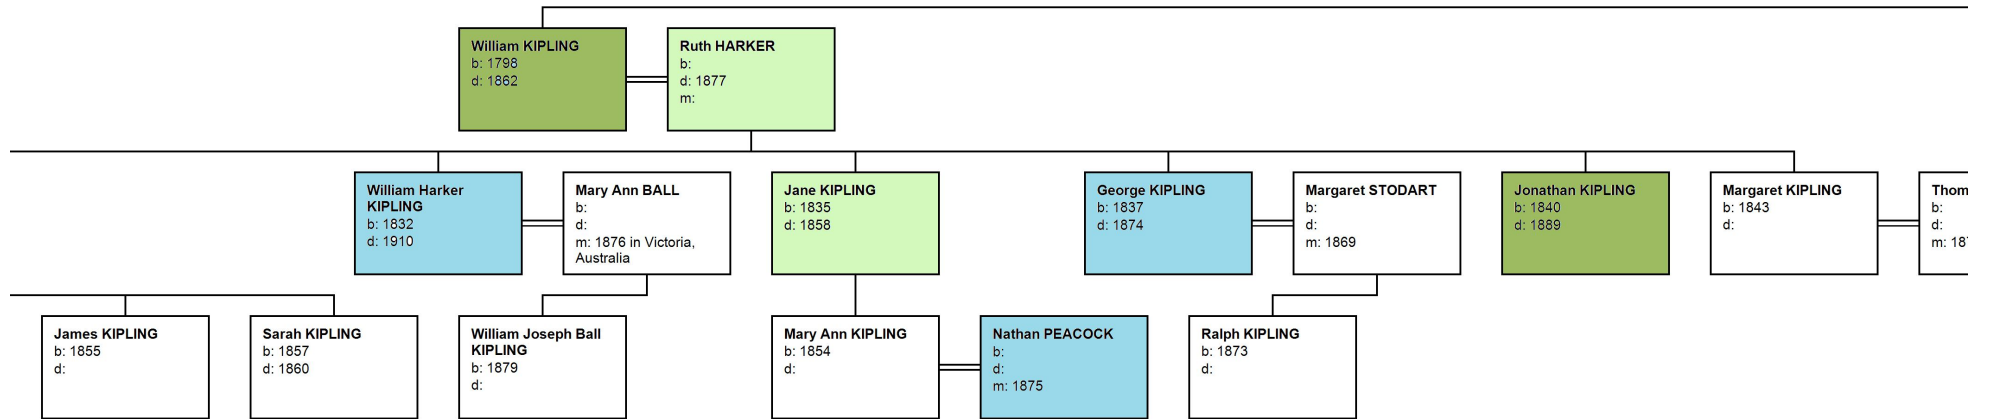 William KIPLING
b: 1798
d: 1862
Ruth HARKER
b:
d: 1877
m:
William Harker
KIPLING
b: 1832
d: 1910
Mary Ann BALL
b:
d:
m: 1876 in Victoria,
Australia
Jane KIPLING
b: 1835
d: 1858
George KIPLING
b: 1837
d: 1874
Margaret STODART
b:
d:
m: 1869
Jonathan KIPLING
b: 1840
d: 1889
Margaret KIPLING
b: 1843
d:
b:
d:
m:
James KIPLING
b: 1855
d:
Sarah KIPLING
b: 1857
d: 1860
William Joseph Ball
KIPLING
b: 1879
d:
Mary Ann KIPLING
b: 1854
d:
Nathan PEACOCK
b:
d:
m: 1875
Ralph KIPLING
b: 1873
d: